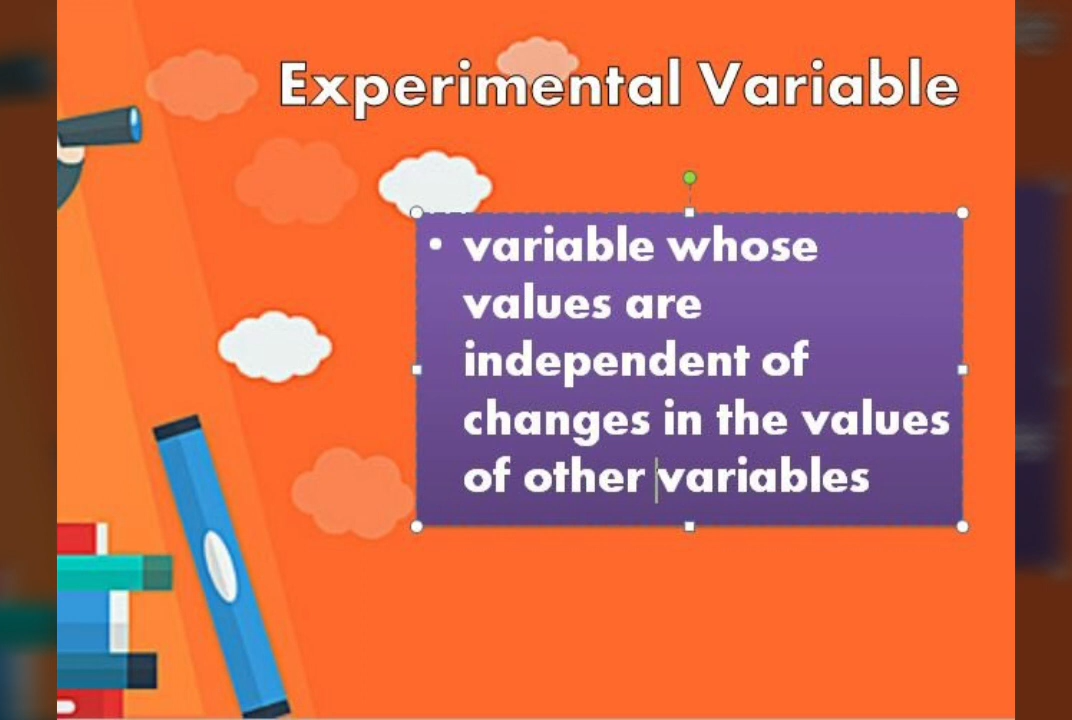 Experimental Variable
• variable whose
values are
independent of
changes in the values
of other variables